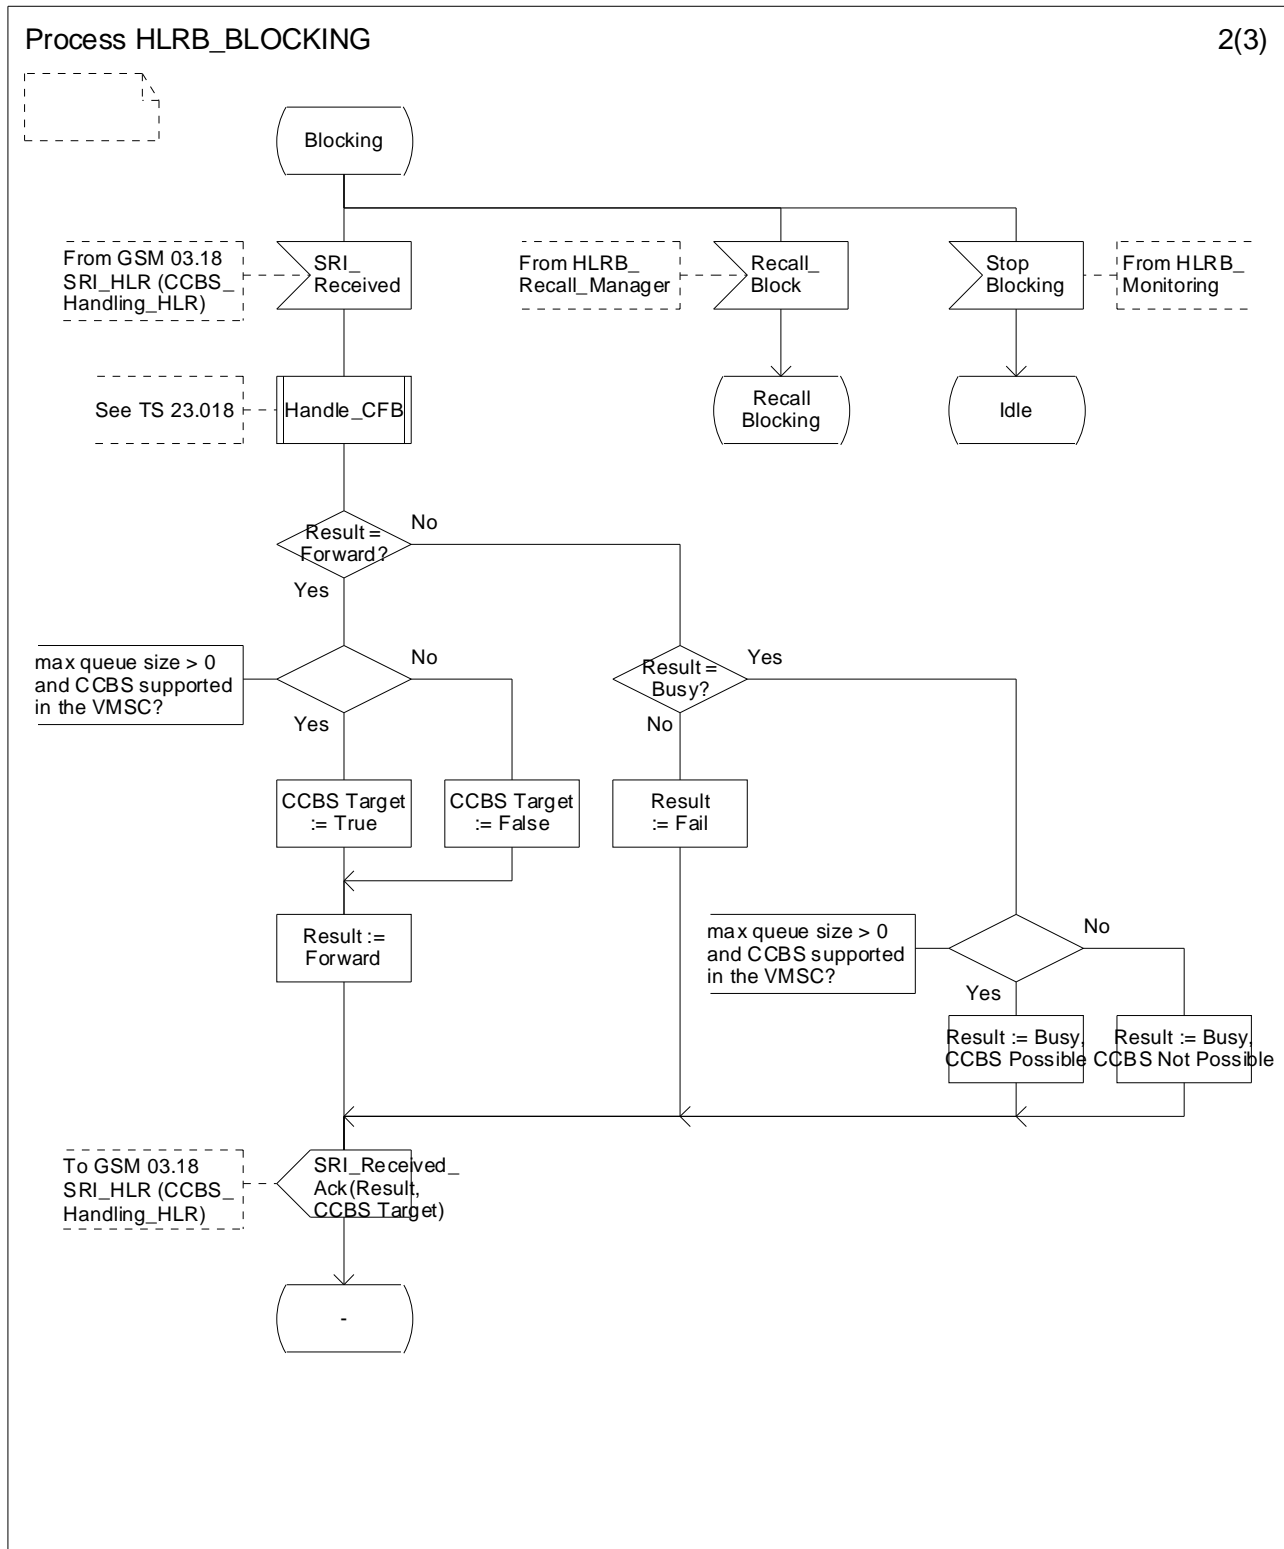 Process HLRB_BLOCKING
2(3)
Blocking
From GSM 03.18
SRI_HLR (CCBS_
Handling_HLR)
SRI_
Received
From HLRB_
Recall_Manager
Recall_
Block
Stop
Blocking
From HLRB_
Monitoring
See TS 23.018
Handle_CFB
Recall
Blocking
Idle
Result =
Forward?
No
Yes
max queue size > 0
and CCBS supported
in the VMSC?
No
Yes
Result =
Busy?
Yes
No
CCBS Target
:= True
CCBS Target
:= False
Result
:= Fail
Result :=
Forward
max queue size > 0
and CCBS supported
in the VMSC?
No
Yes
Result := Busy,
CCBS Possible
Result := Busy,
CCBS Not Possible
To GSM 03.18
SRI_HLR (CCBS_
Handling_HLR)
SRI_Received_
Ack(Result,
CCBS Target)
-